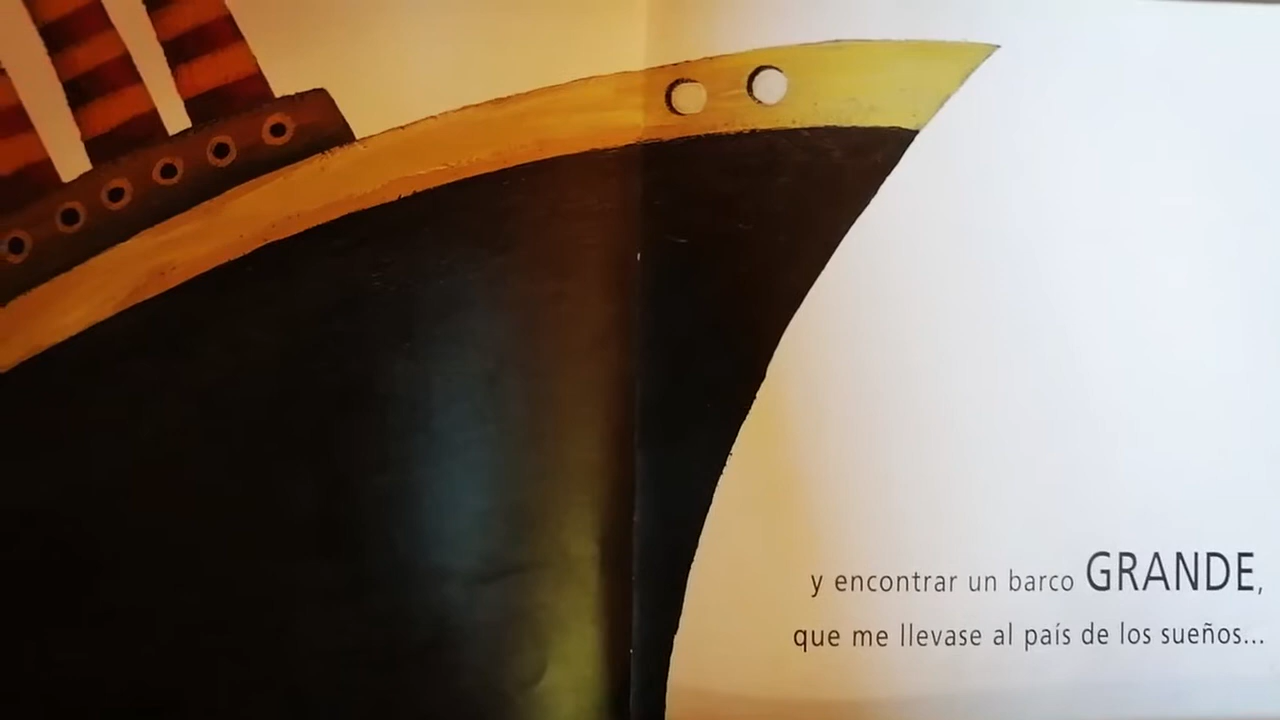 y encontrar un barco GRANDE,
que me llevase al país de los sueños...